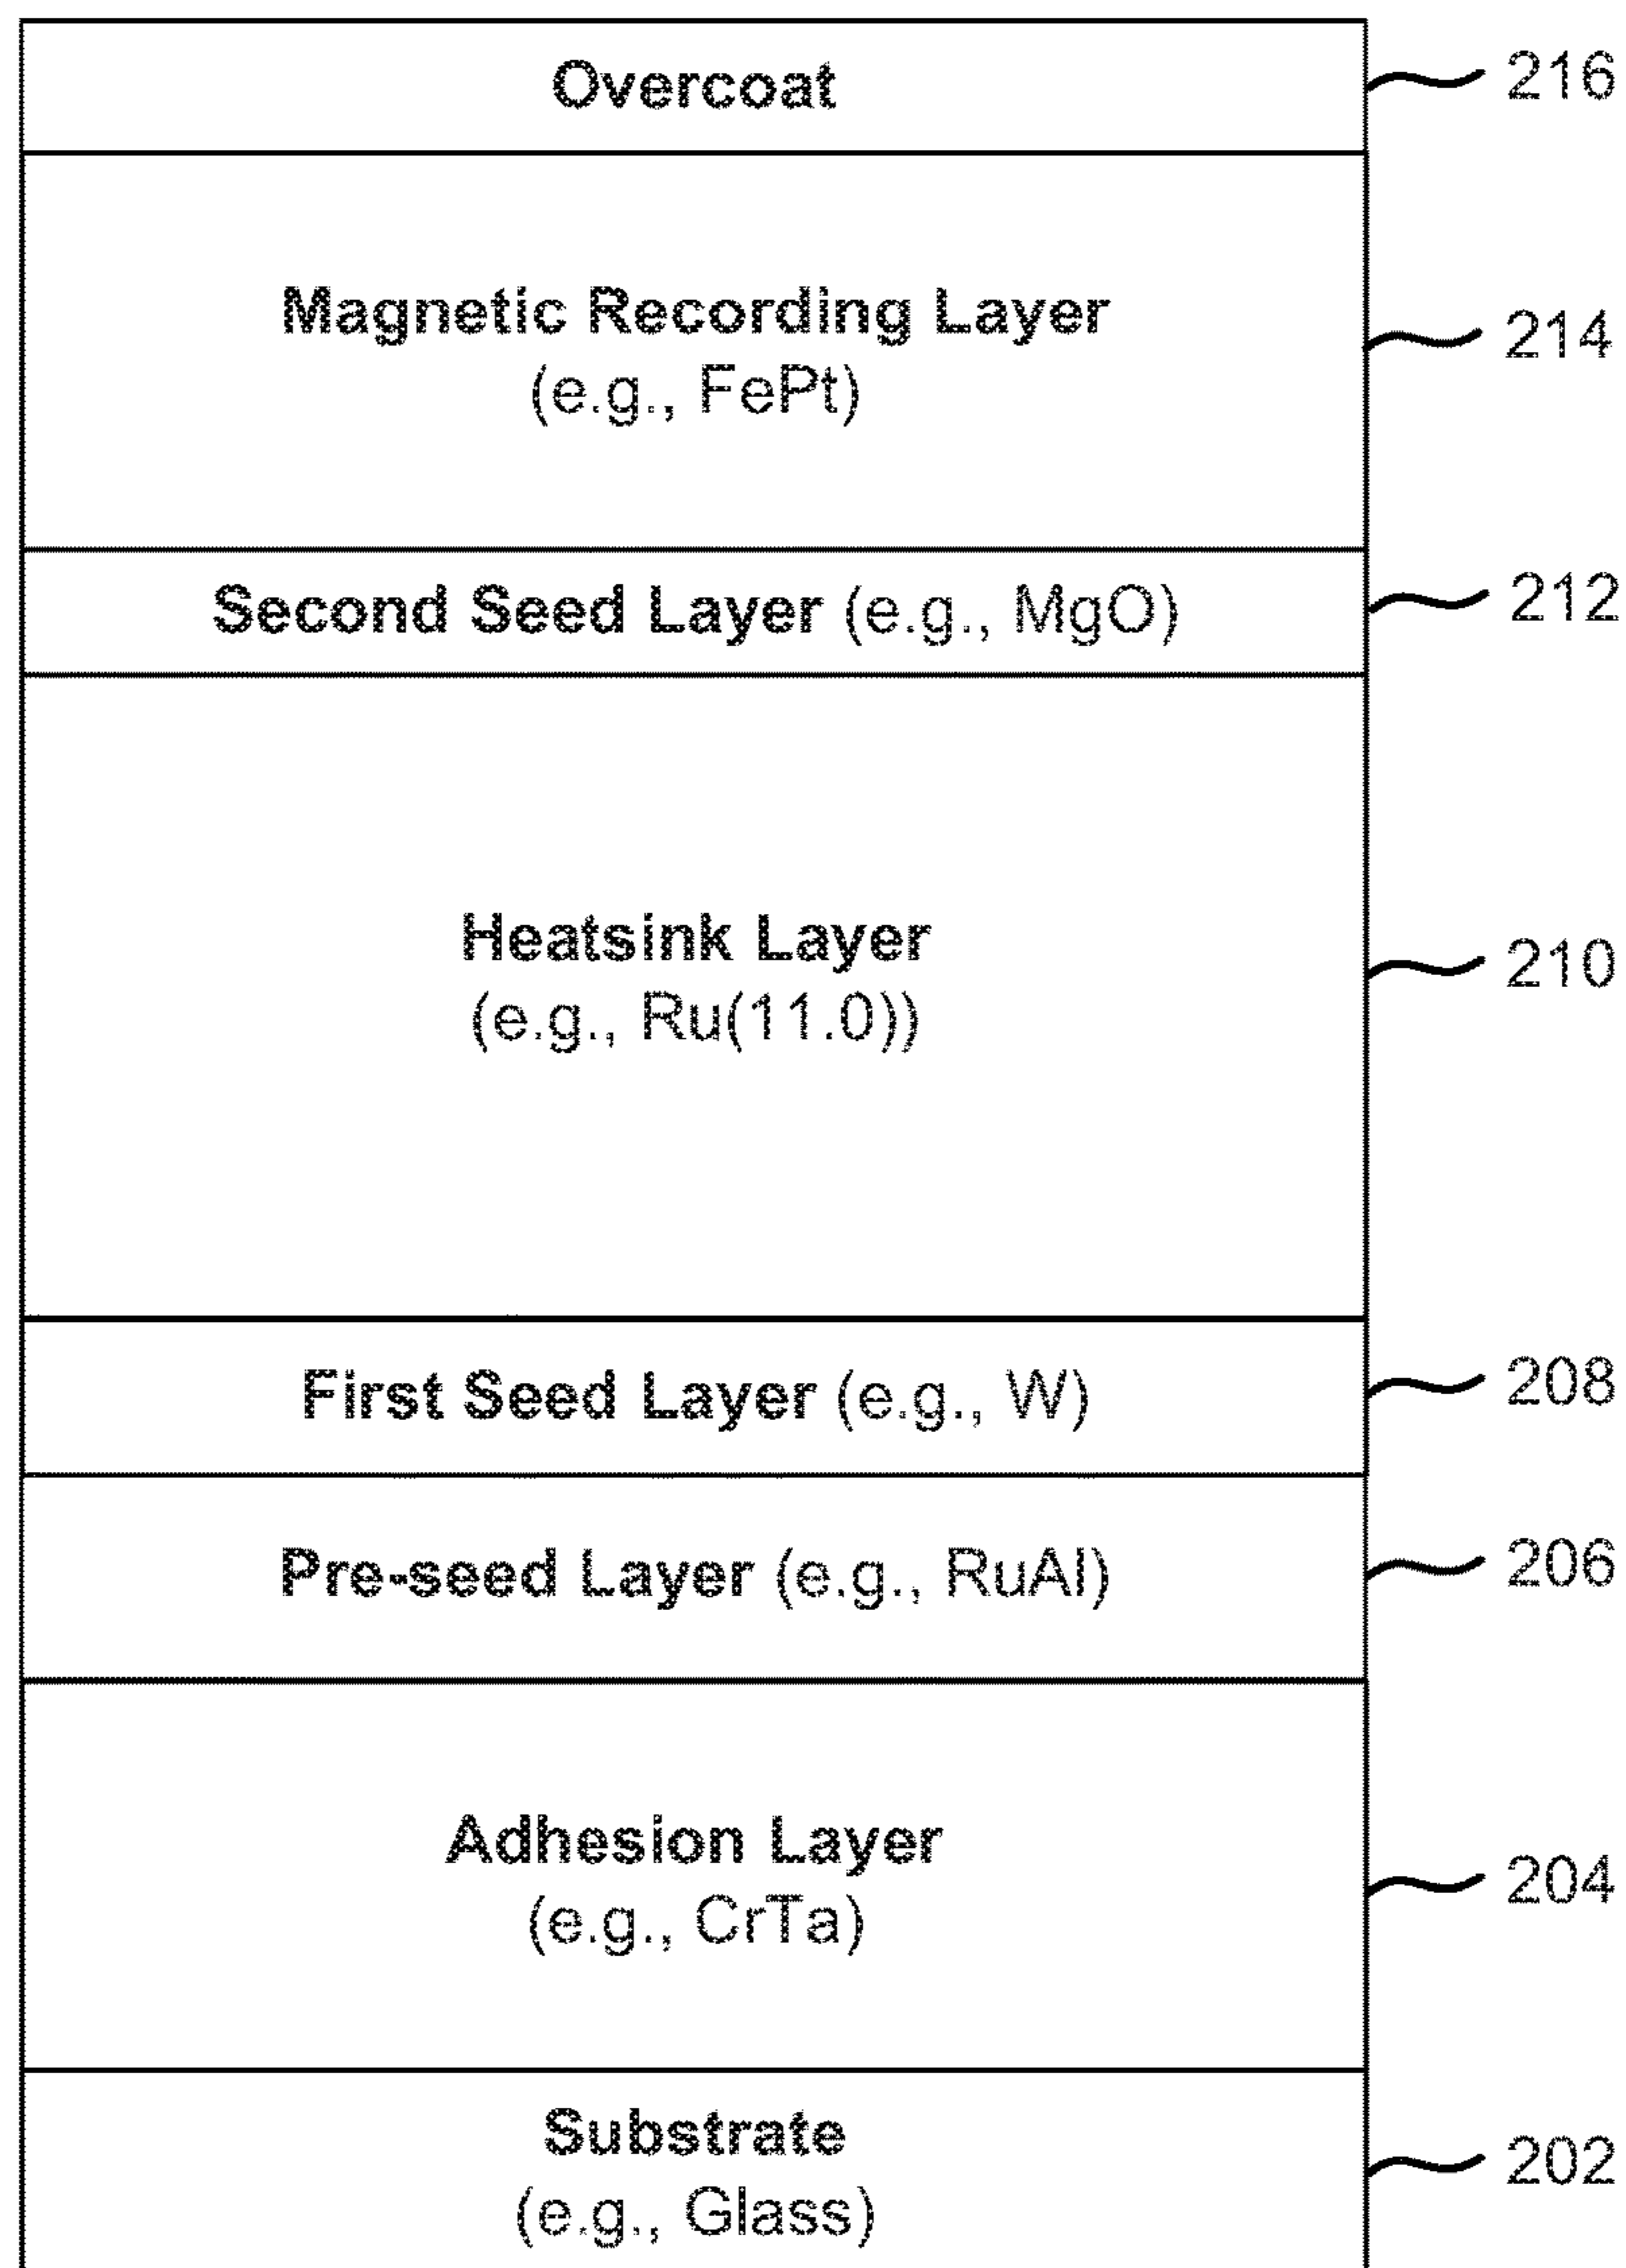 Overcoat
216
Magnetic Recording Layer
(e.g., FePt)
214
Second Seed Layer (e.g., MgO)
212
Heatsink Layer
(e.g., Ru(11.0))
210
First Seed Layer (e.g., W)
208
Pre-seed Layer (e.g., RuAl)
206
Adhesion Layer
(e.g., CrTa)
204
Substrate
(e.g., Glass)
202